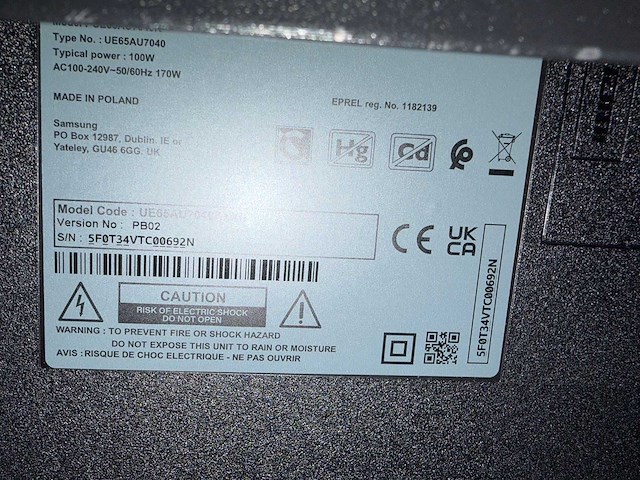 Type No. : UE65AU7040
Typical power : 100W
AC100-240V~50/60Hz 170W
MADE IN POLAND
EPREL reg. No. 1182139
Samsung
PO Box 12987, Dublin. IE or
Yateley, GU46 6GG. UK
Hg
Cd
Model Code :
Version No : PB02
S/N : 5F0T34VTC00692N
CE
UK
CA
5F0T34VTC00692N
CAUTION
RISK OF ELECTRIC SHOCK
DO NOT OPEN
WARNING : TO PREVENT FIRE OR SHOCK HAZARD
DO NOT EXPOSE THIS UNIT TO RAIN OR MOISTURE
AVIS : RISQUE DE CHOC ELECTRIQUE - NE PAS OUVRIR